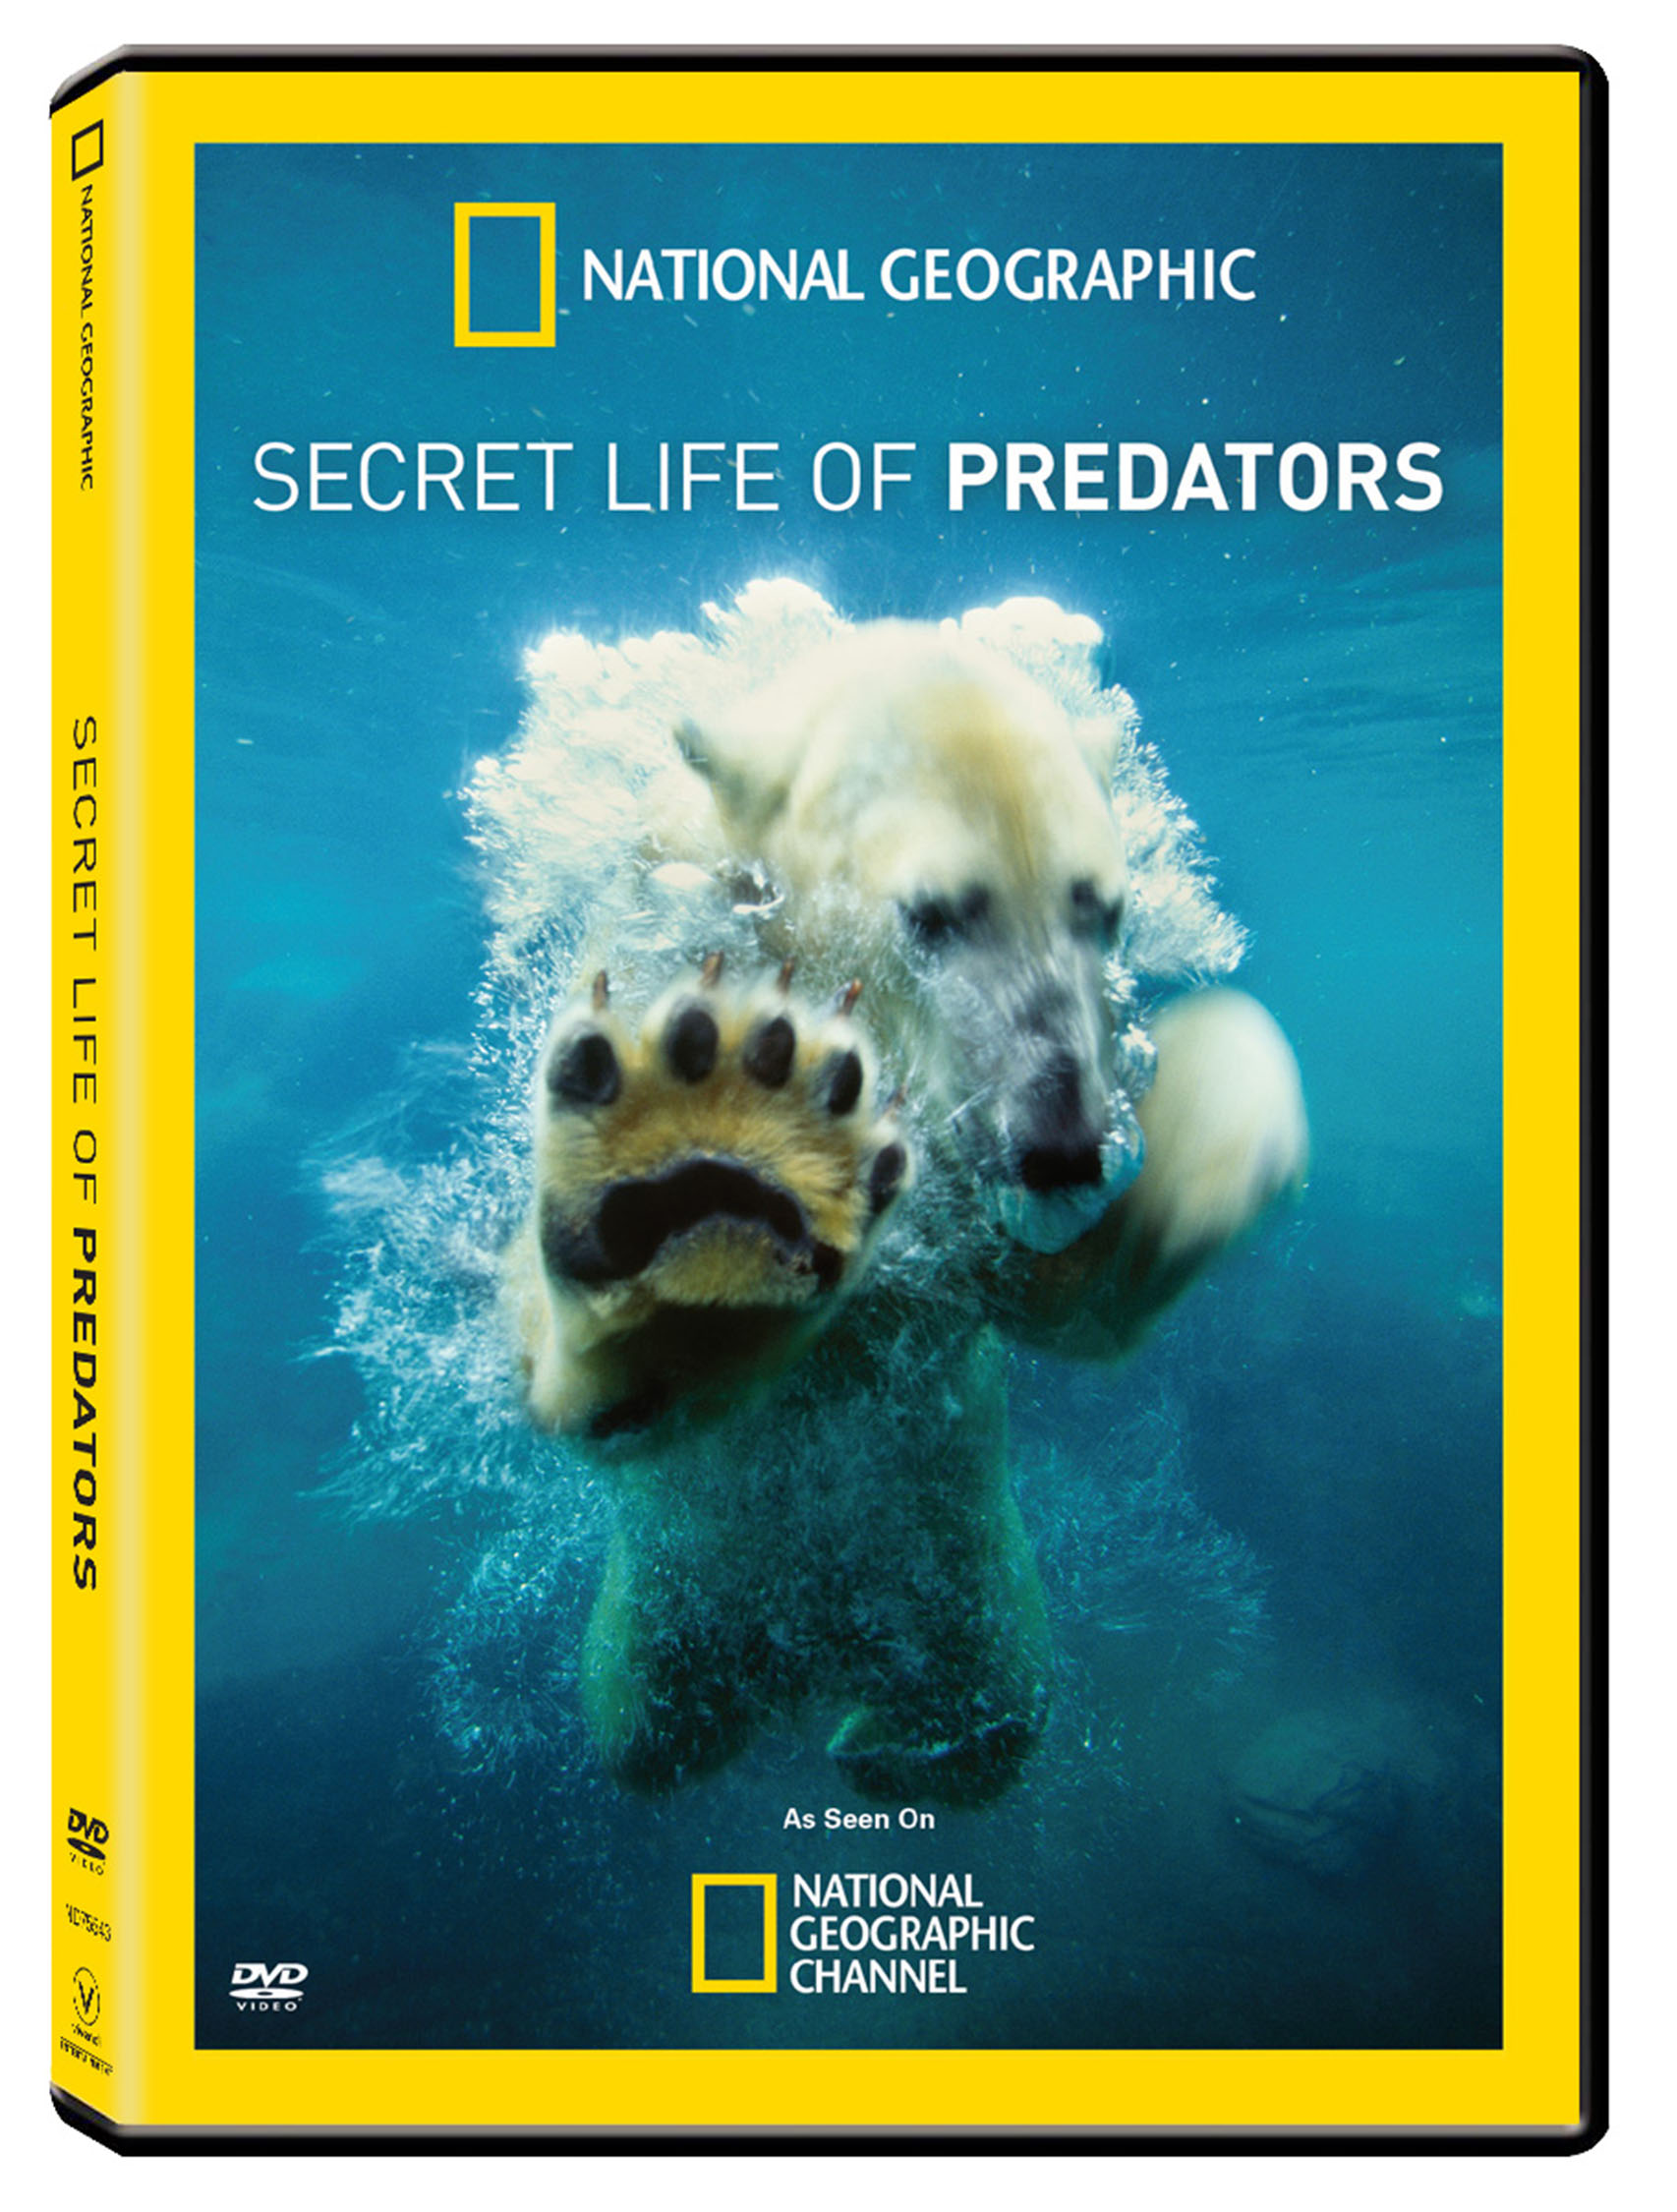 NATIONAL GEOGRAPHIC
SECRET LIFE OF PREDATORS
DVD
VIDEO
NATIONAL GEOGRAPHIC
SECRET LIFE OF PREDATORS
As Seen On
NATIONAL
GEOGRAPHIC
CHANNEL
DVD
VIDEO